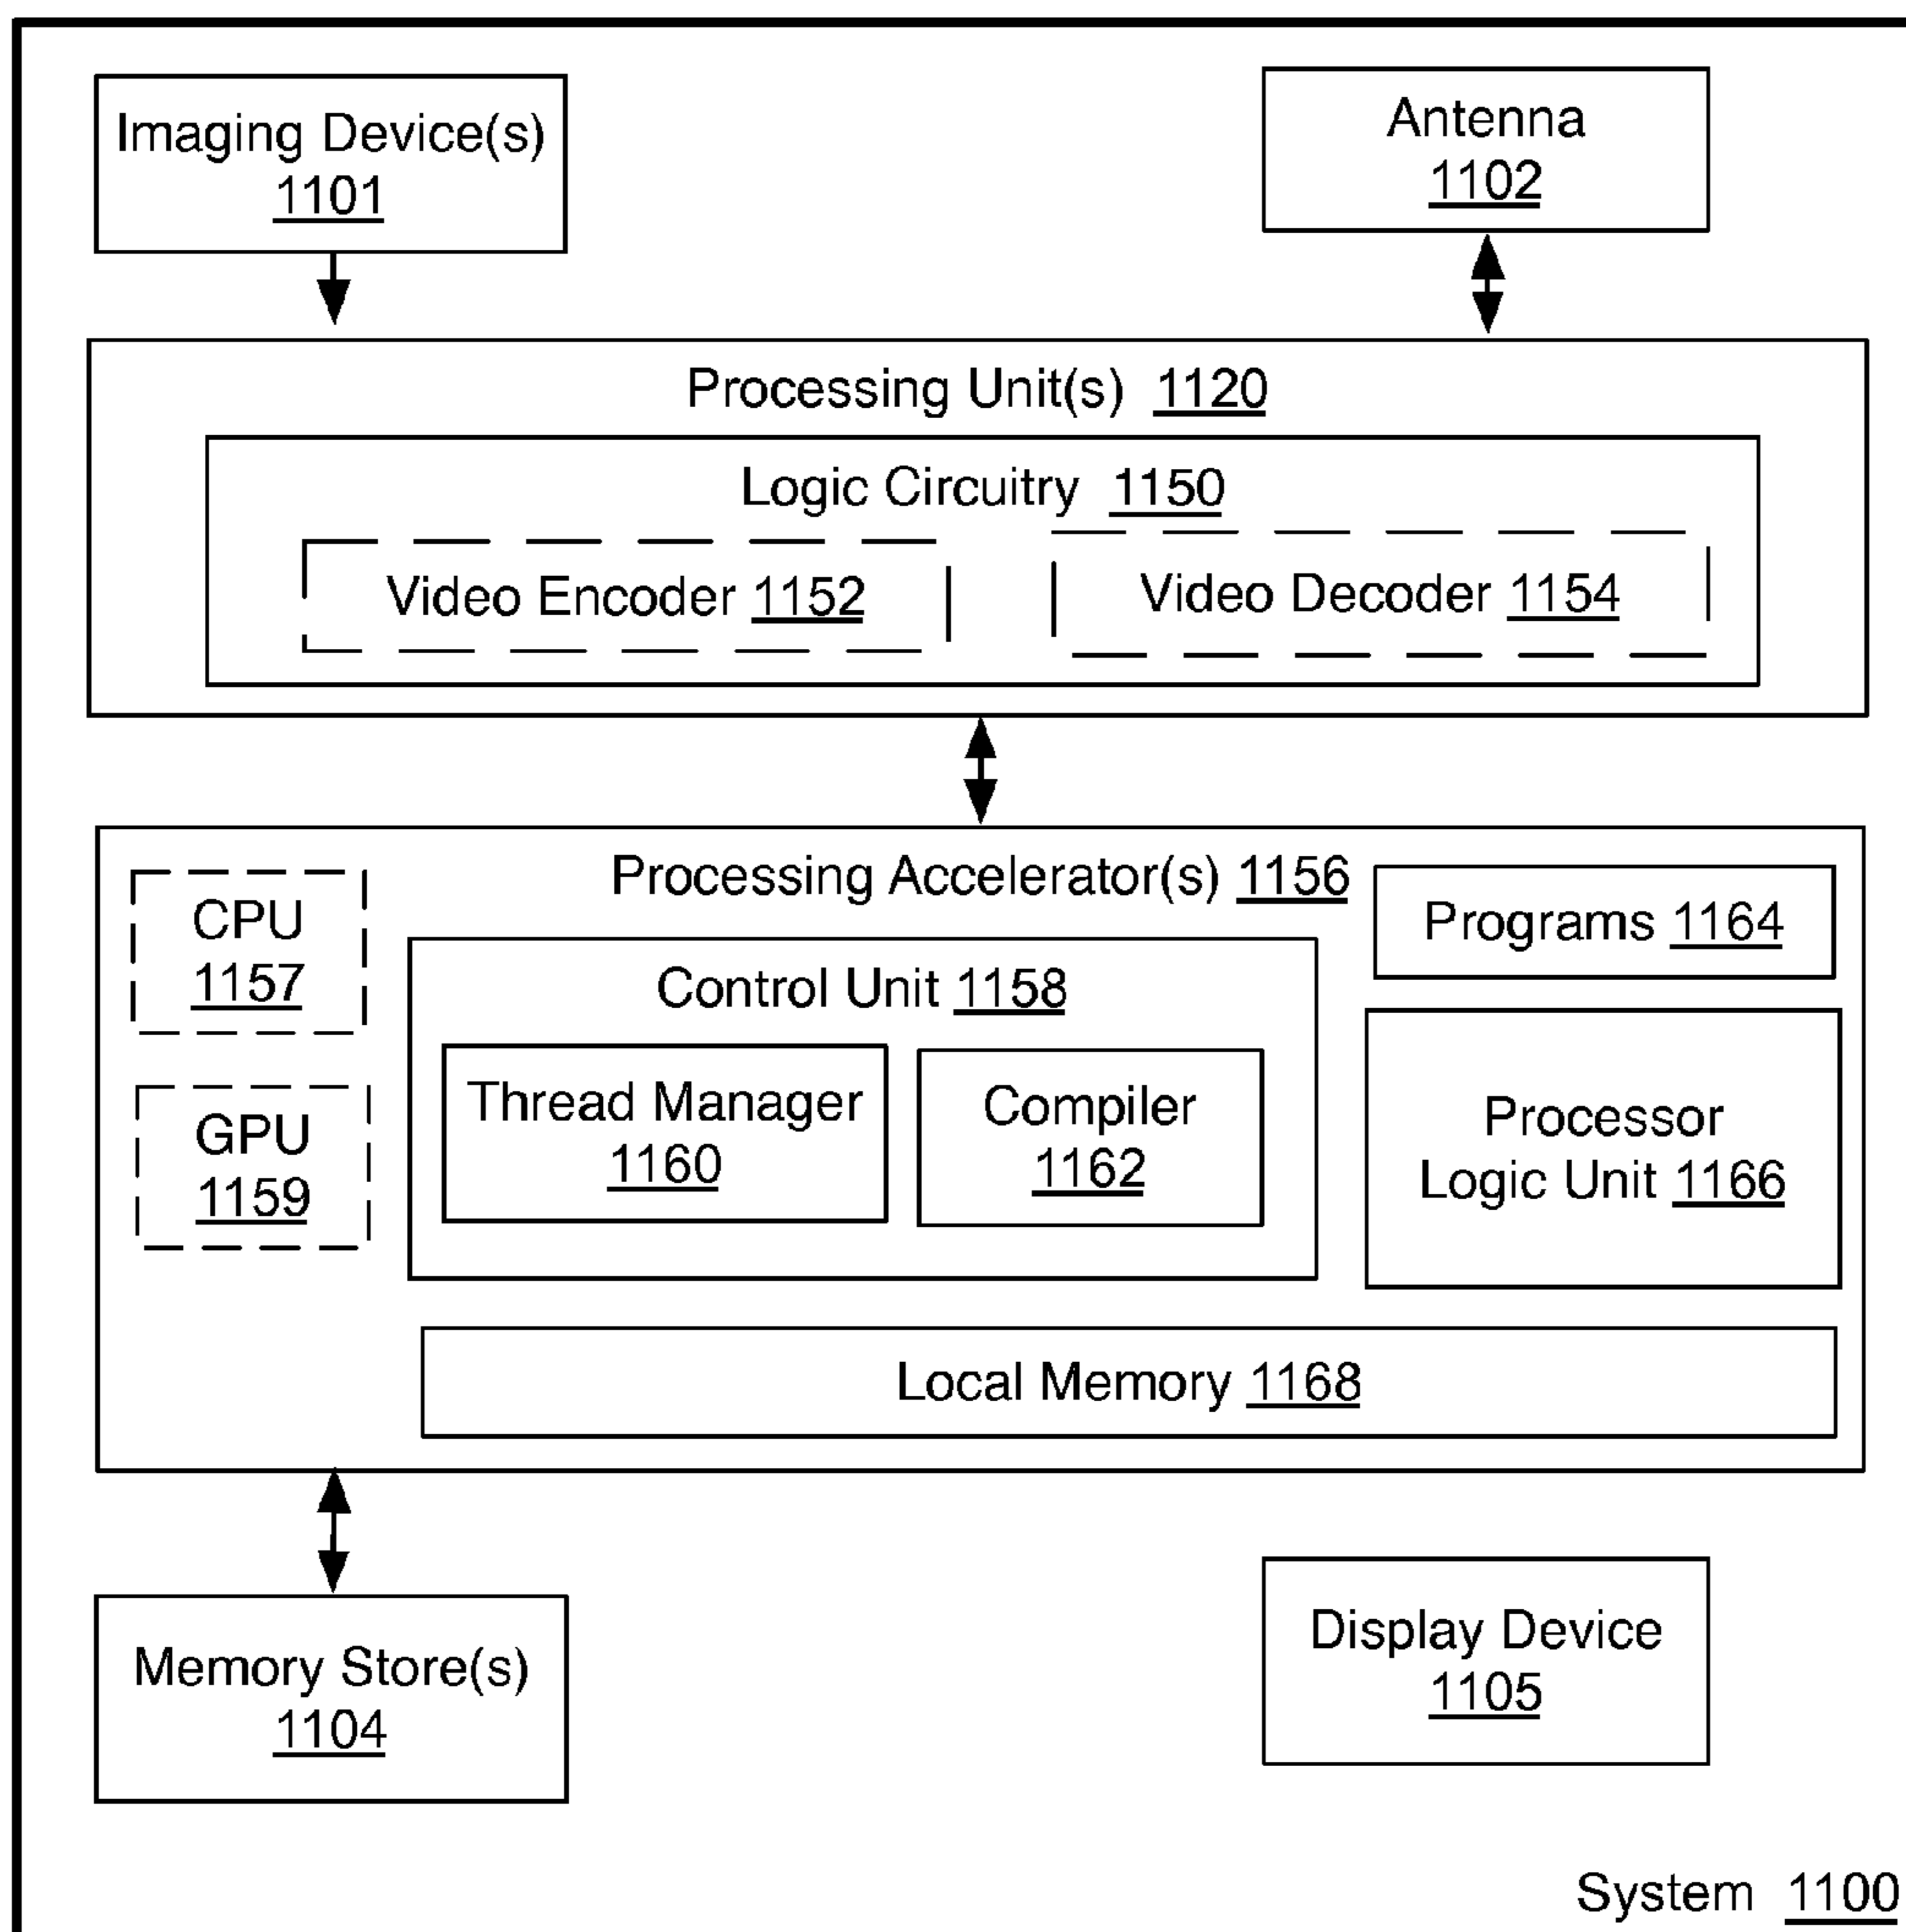 Imaging Device(s)
1101
Antenna
1102
Processing Unit(s) 1120
Logic Circuitry 1150
Video Encoder 1152
Video Decoder 1154
Processing Accelerator(s) 1156
CPU
1157
GPU
1159
Control Unit 1158
Thread Manager
1160
Compiler
1162
Programs 1164
Processor
Logic Unit 1166
Local Memory 1168
Memory Store(s)
1104
Display Device
1105
System 1100